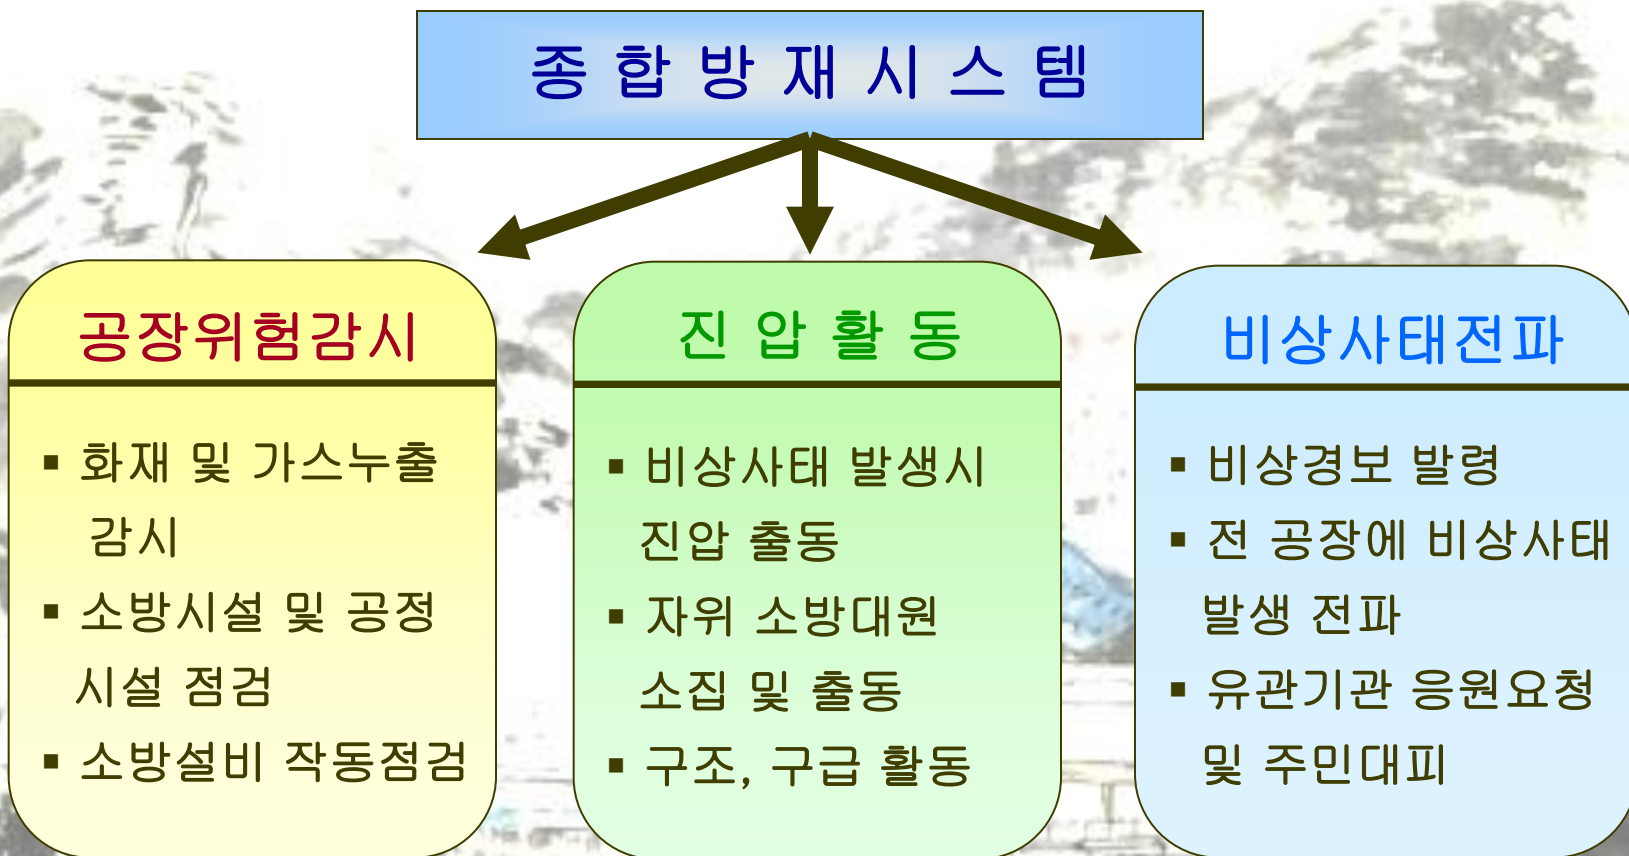 종 합 방 재 시 스 템
공장위험감시
▪ 화재 및 가스누출
감시
▪ 소방시설 및 공정
시설 점검
▪ 소방설비 작동점검
진 압 활 동
▪ 비상사태 발생시
진압 출동
▪ 자위 소방대원
소집 및 출동
▪ 구조, 구급 활동
비상사태전파
▪ 비상경보 발령
▪ 전 공장에 비상사태
발생 전파
▪ 유관기관 응원요청
및 주민대피